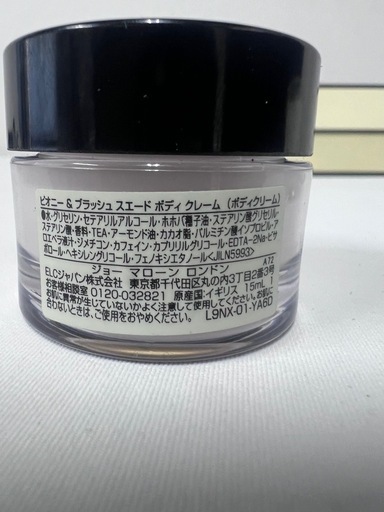 ピオニー & ブラッシュ スエード ボディ クレーム (ボディクリーム)
水・グリセリン・セテアリルアルコール・ホホバ種子油・ステアリン酸グリセリル・
ステアリン酸・香料・TEA・アーモンド油・カカオ脂・パルミチン酸イソプロピル・ア
ロエベラ液汁・ジメチコン・カフェイン・カプリリルグリコール・EDTA-2Na・ビサ
ボロール・ヘキシレングリコール・フェノキシエタノール<JILN5993>
ジョー マローン ロンドン A72
ELCジャパン株式会社 東京都千代田区丸の内3丁目2番3号
お客様相談室 0120-032821 原産国:イギリス 15mL 1
お肌に異常が生じていないかよく注意して使用してください。お肌に
合わないときは、ご使用をおやめください。 L9NX-01-YA6D